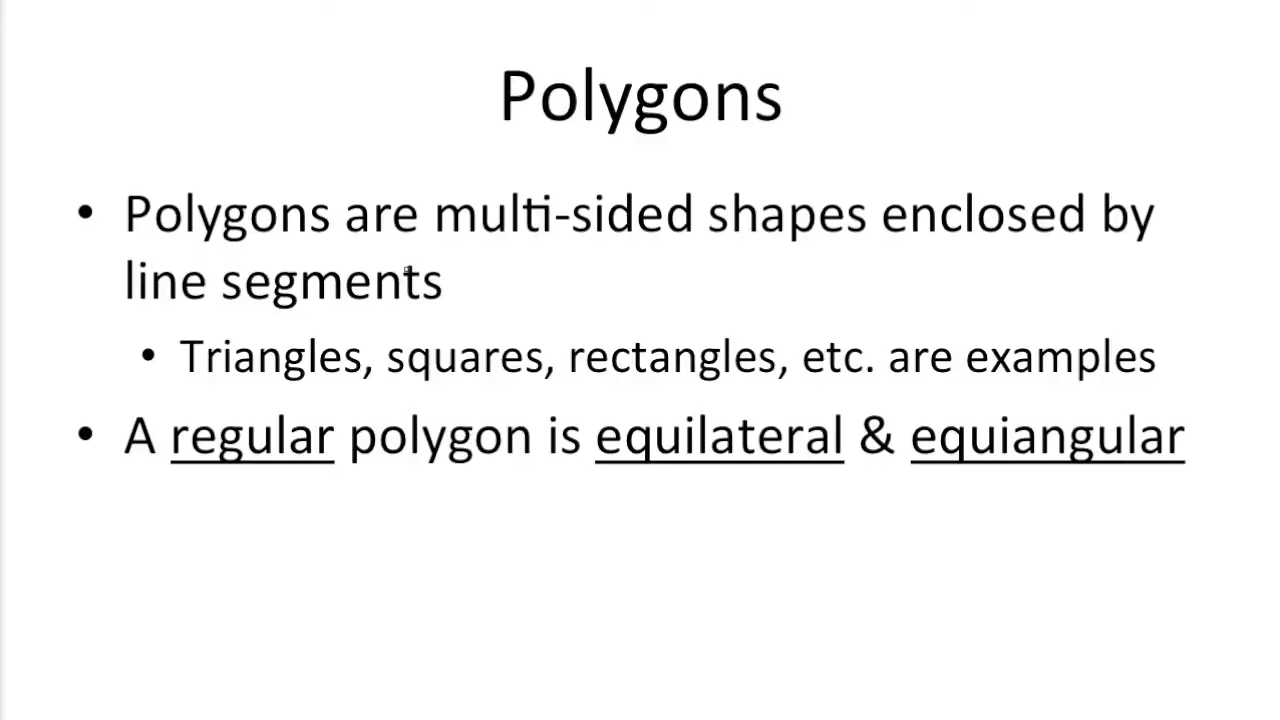 Polygons
• Polygons are multi-sided shapes enclosed by
line segments
• Triangles, squares, rectangles, etc. are examples
• A regular polygon is equilateral & equiangular